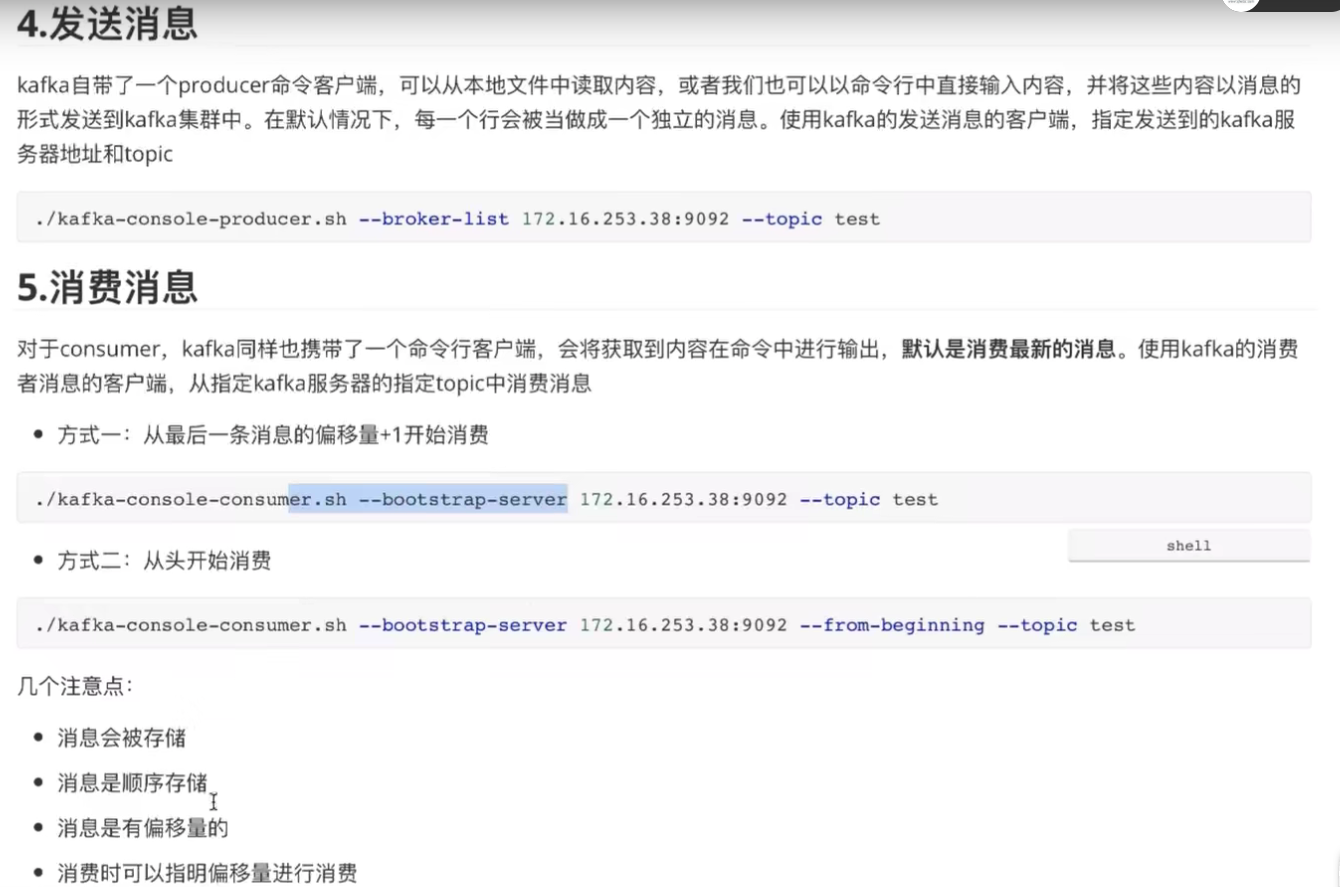 4.发送消息
kafka自带了一个producer命令客户端，可以从本地文件中读取内容，或者我们也可以以命令行中直接输入内容，并将这些内容以消息的
形式发送到kafka集群中。在默认情况下，每一个行会被当做成一个独立的消息。使用kafka的发送消息的客户端，指定发送到的kafka服
务器地址和topic
./kafka-console-producer.sh --broker-list 172.16.253.38:9092 --topic test
5.消费消息
对于consumer，kafka同样也携带了一个命令行客户端，会将获取到内容在命令中进行输出，默认是消费最新的消息。使用kafka的消费
者消息的客户端，从指定kafka服务器的指定topic中消费消息
方式一：从最后一条消息的偏移量+1开始消费
./kafka-console-consumer.sh --bootstrap-server 172.16.253.38:9092 --topic test
shell
方式二：从头开始消费
./kafka-console-consumer.sh --bootstrap-server 172.16.253.38:9092 --from-beginning --topic test
几个注意点：
消息会被存储
消息是顺序存储
消息是有偏移量的
消费时可以指明偏移量进行消费